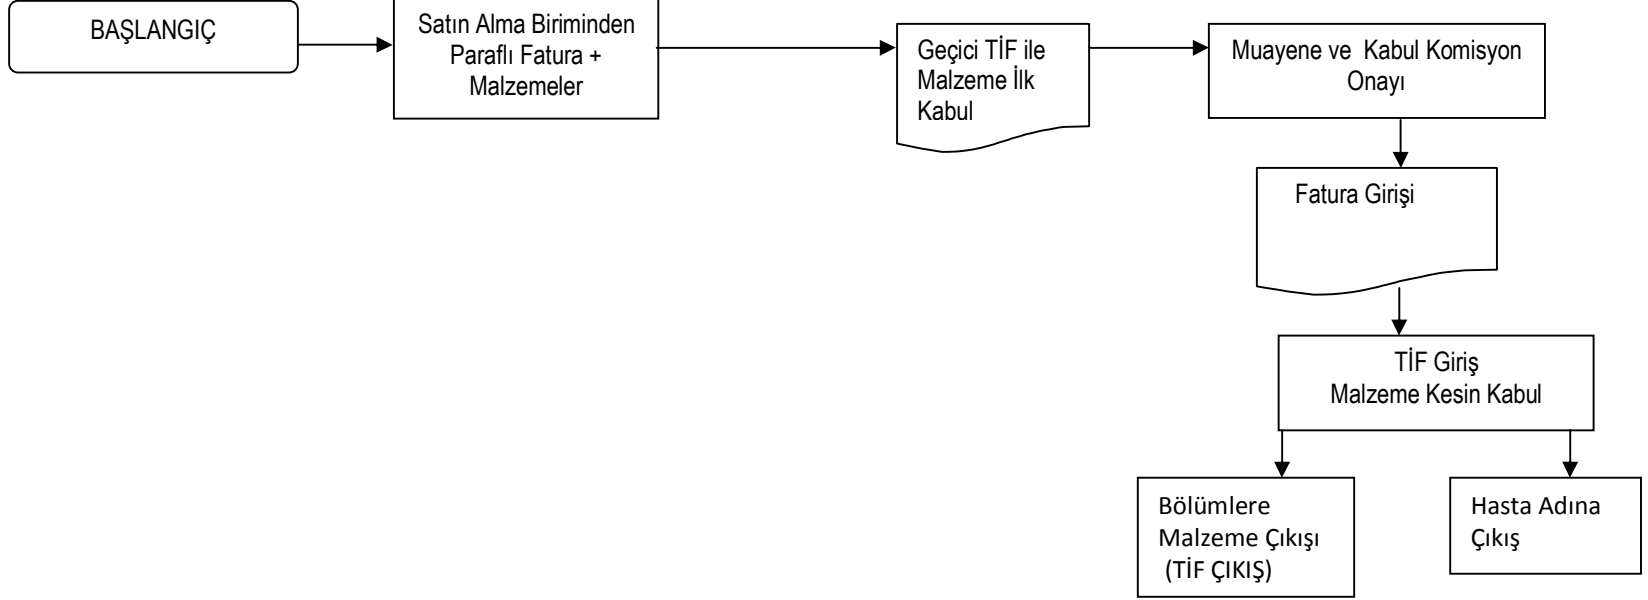 BAŞLANGIÇ
Satın Alma Biriminden
Paraflı Fatura +
Malzemeler
Geçici TİF ile
Malzeme İlk
Kabul
Muayene ve Kabul Komisyon
Onayı
Fatura Girişi
TİF Giriş
Malzeme Kesin Kabul
Bölümlere
Malzeme Çıkışı
(TİF ÇIKIŞ)
Hasta Adına
Çıkış